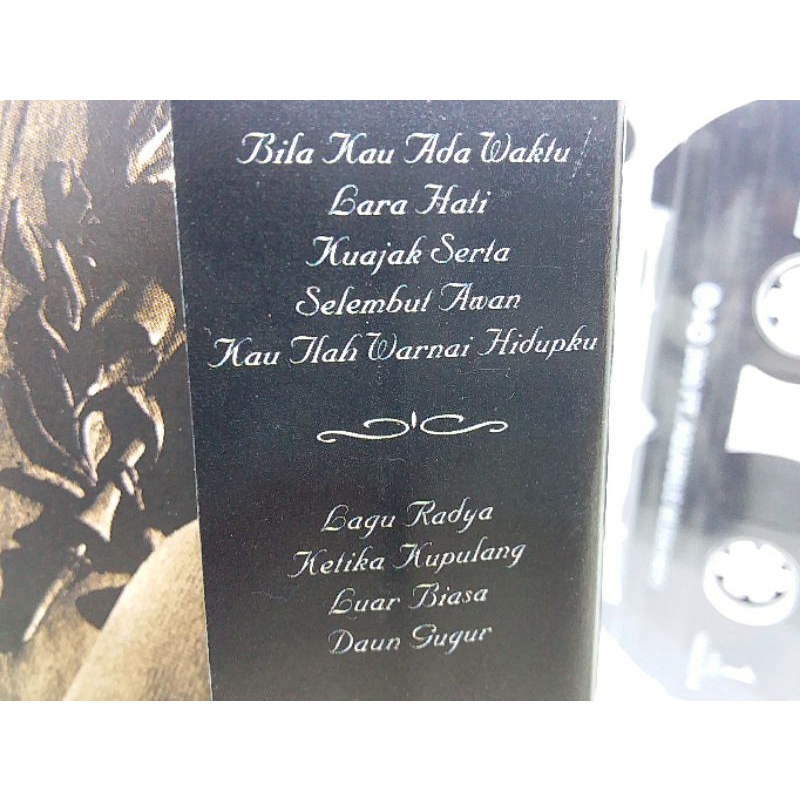 Bila Kau Ada Waktu
Lara Hati
Kuajak Serta
Selembut Awan
Kau Tlah Warnai Hidupku
Lagu Radya
Ketika Kupulang
Luar Biasa
Daun Gugur